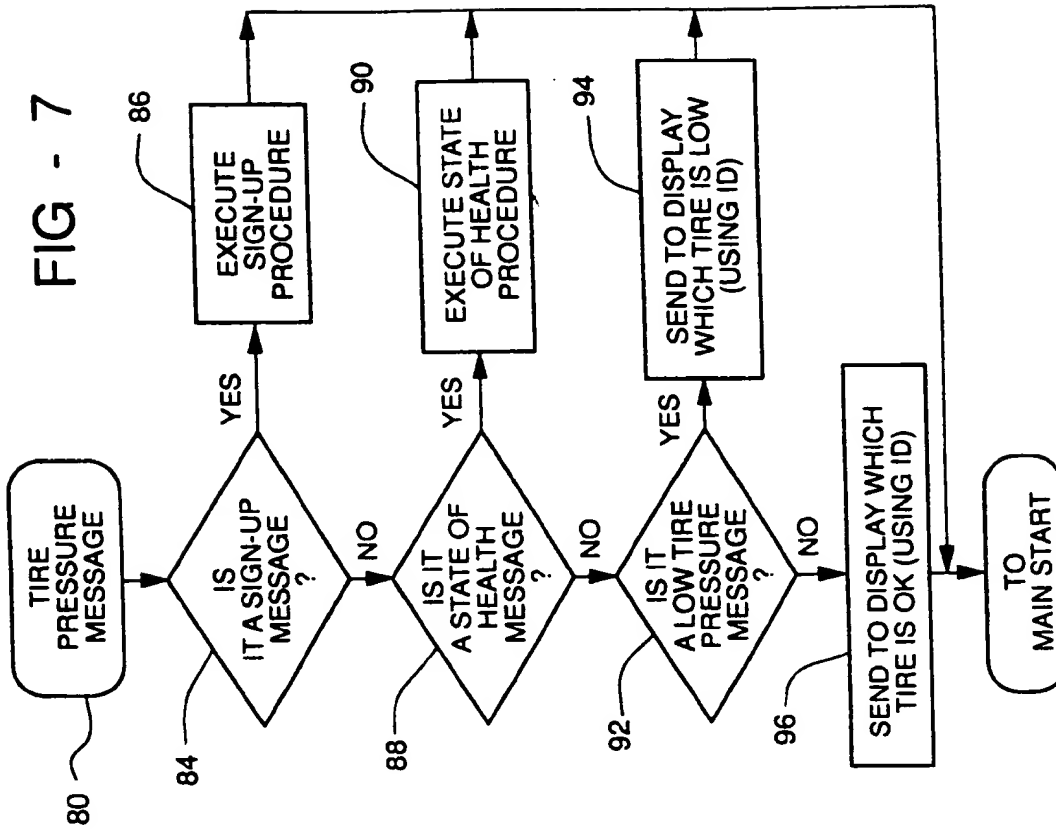 FIG - 7
80
TIRE
PRESSURE
MESSAGE
84
IS
IT A SIGN-UP
MESSAGE
?
YES
86
EXECUTE
SIGN-UP
PROCEDURE
NO
88
IS IT
A STATE OF
HEALTH
MESSAGE
?
YES
90
EXECUTE STATE
OF HEALTH
PROCEDURE
NO
92
IS IT
A LOW TIRE
PRESSURE
MESSAGE
?
YES
94
SEND TO DISPLAY
WHICH TIRE IS LOW
(USING ID)
NO
96
SEND TO DISPLAY WHICH
TIRE IS OK (USING ID)
TO
MAIN START